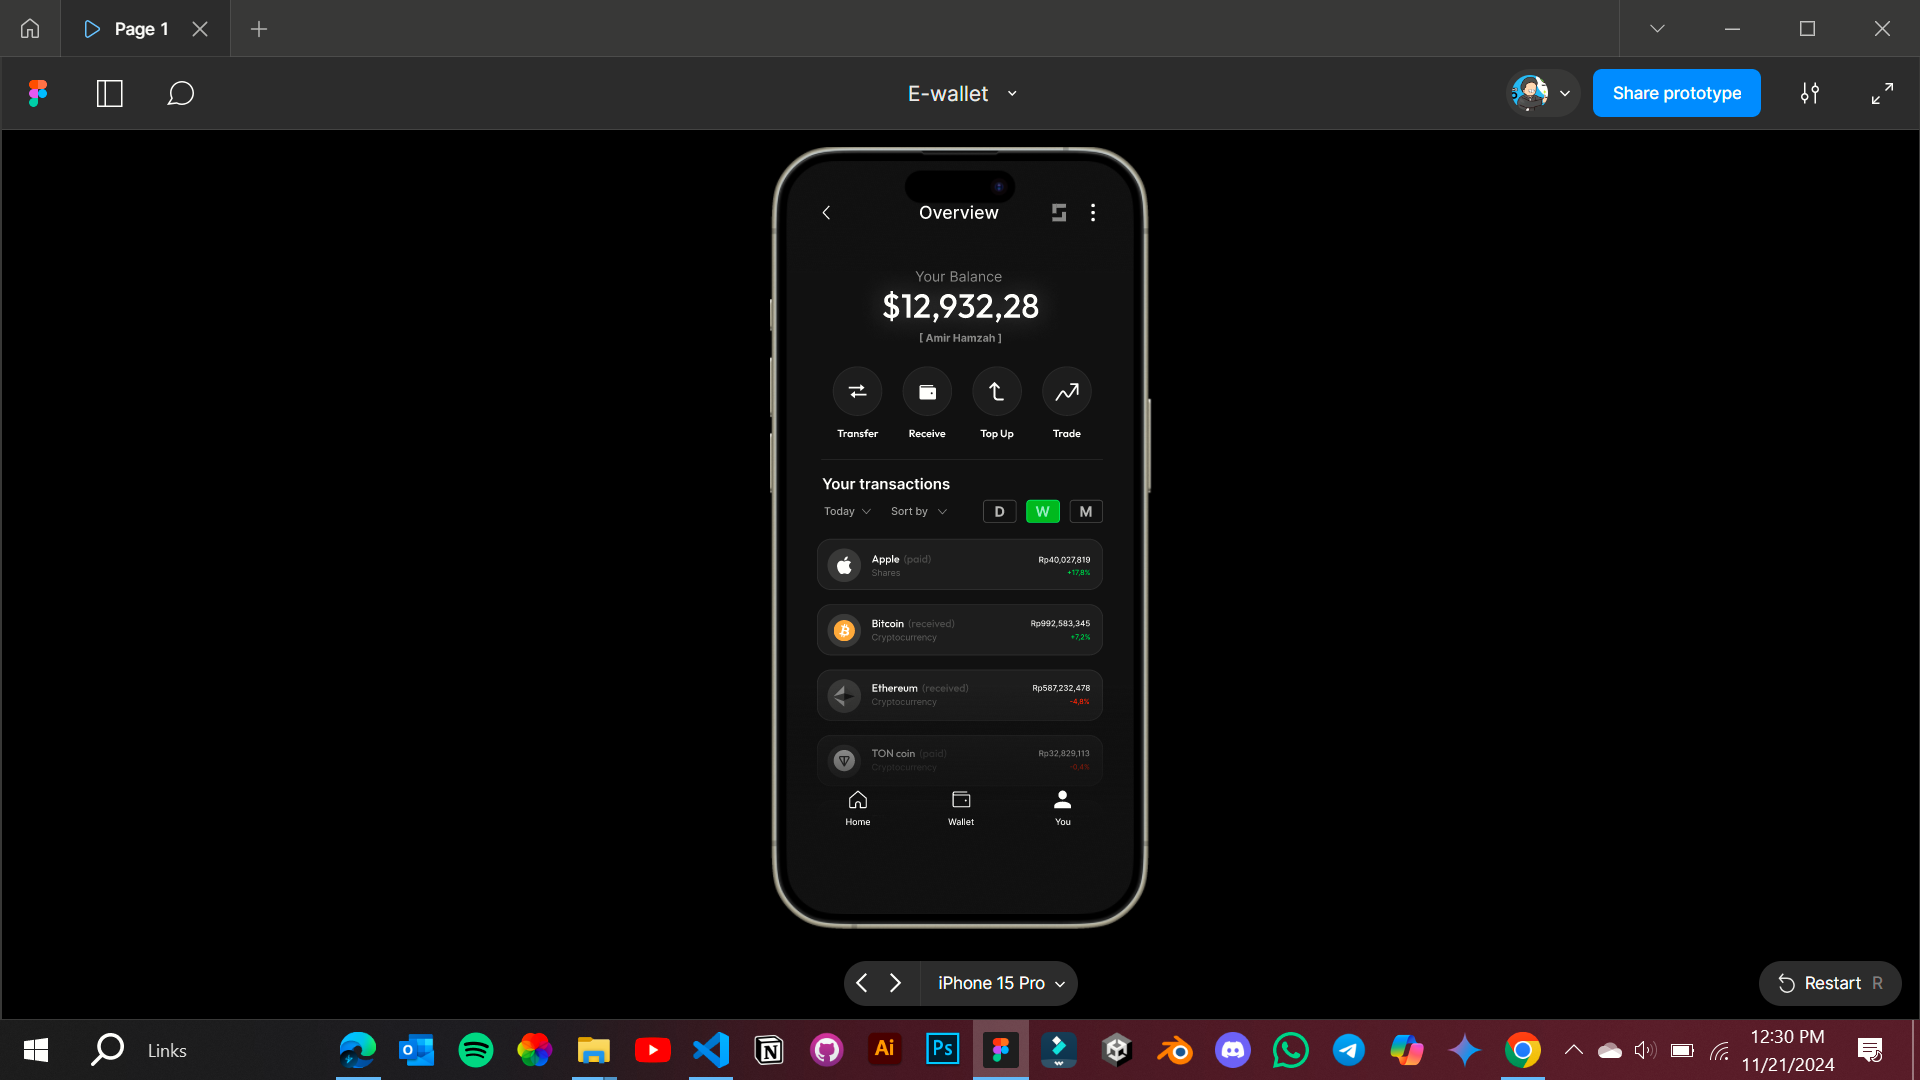 Page 1
E-wallet
Share prototype
Overview
Your Balance
$12,932,28
[ Amir Hamzah ]
Transfer Receive Top Up Trade
Your transactions
Today Sort by D W M
Apple (paid) Rp40,027,819
Shares +17,8%
Bitcoin (received) Rp992,583,345
Cryptocurrency +7,2%
Ethereum (received) Rp587,232,478
Cryptocurrency -4,8%
TON coin (paid) Rp32,829,113
Cryptocurrency -0,4%
Home Wallet You
iPhone 15 Pro
Restart R
Links
Ai
Ps
12:30 PM
11/21/2024